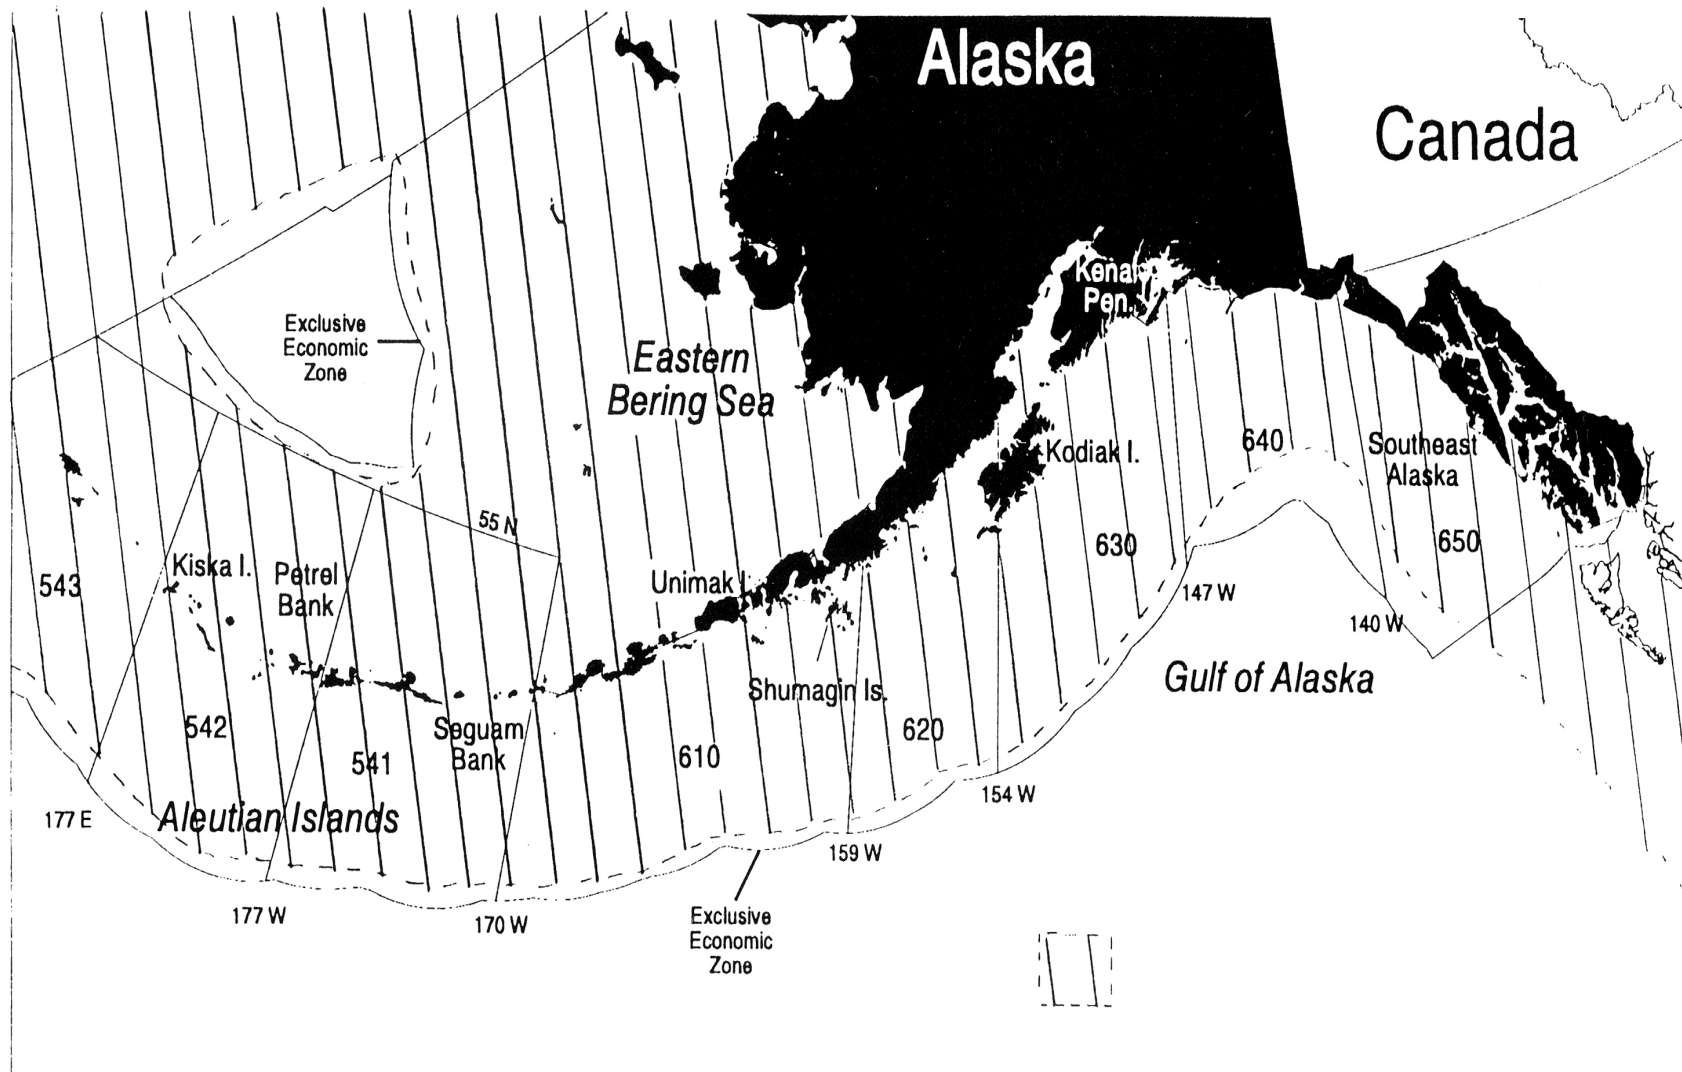 Alaska
Canada
Kenai
Pen.
Exclusive
Economic
Zone
Eastern
Bering Sea
640
Southeast
Alaska
Kodiak I.
55 N
630
650
543
Kiska I.
Petrel
Bank
Unimak I.
147 W
140 W
Gulf of Alaska
Shumagin Is.
542
Seguam
Bank
541
610
620
154 W
177 E
Aleutian Islands
159 W
177 W
170 W
Exclusive
Economic
Zone